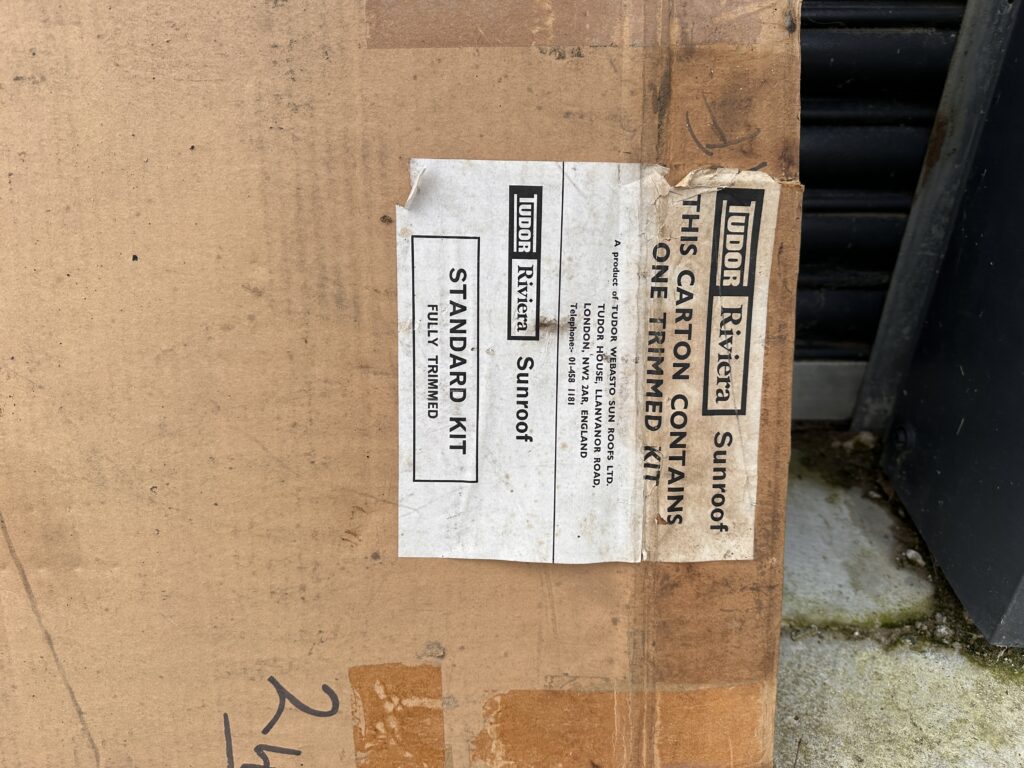 TUDOR Riviera Sunroof
THIS CARTON CONTAINS
ONE TRIMMED KIT
A product of TUDOR WEBASTO SUN ROOFS LTD.
TUDOR HOUSE, LLANVANOR ROAD,
LONDON, NW2 2AR, ENGLAND
Telephone:- 01-458 1181
TUDOR Riviera Sunroof
STANDARD KIT
FULLY TRIMMED